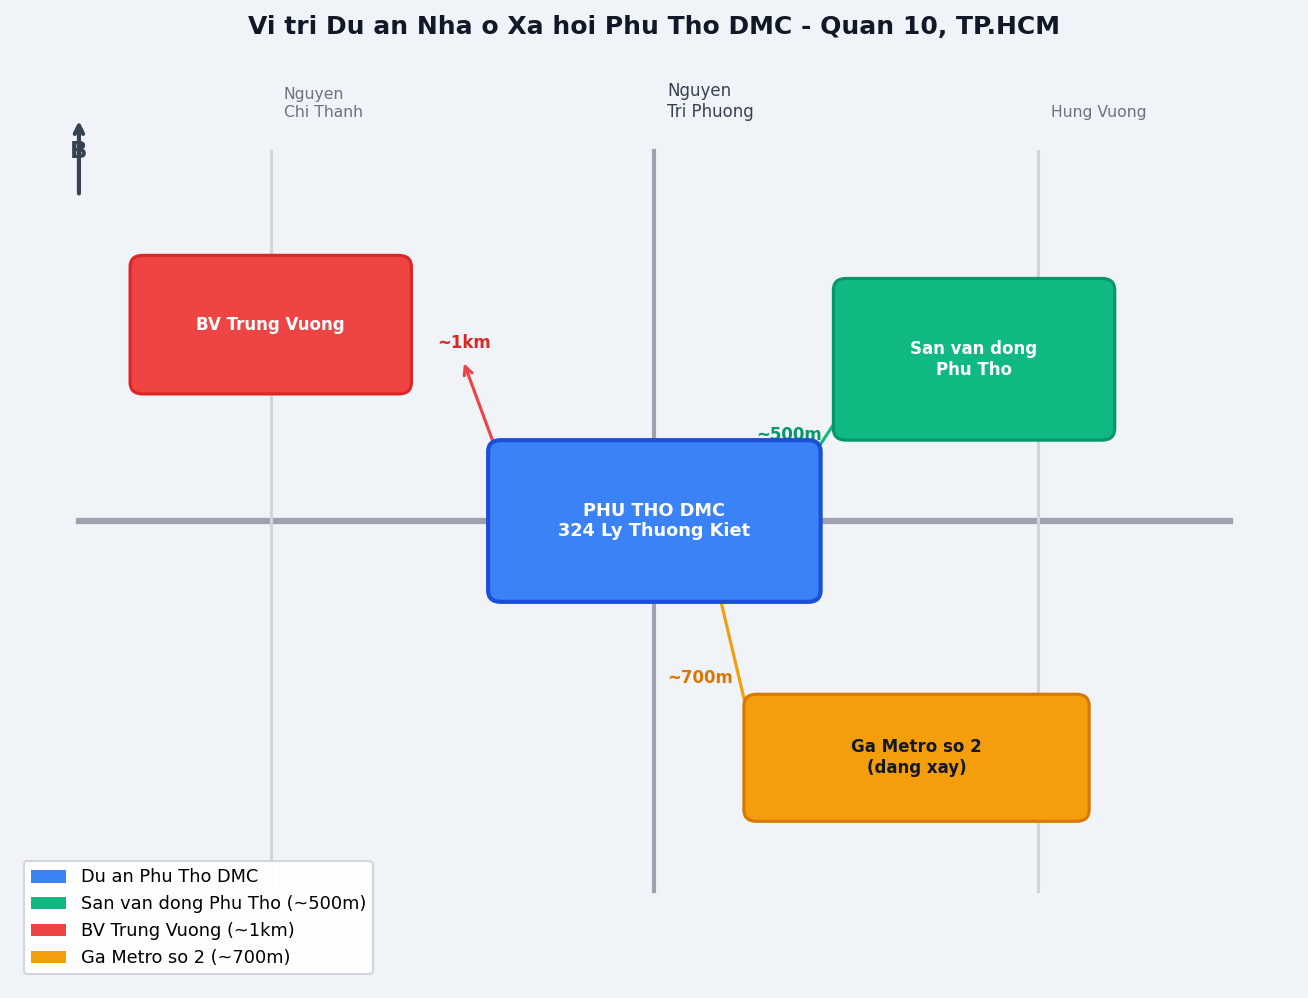 Vi tri Du an Nha o Xa hoi Phu Tho DMC - Quan 10, TP.HCM
Nguyen
Chi Thanh
Nguyen
Tri Phuong
Hung Vuong
B
BV Trung Vuong
~1km
San van dong
Phu Tho
~500m
PHU THO DMC
324 Ly Thuong Kiet
~700m
Ga Metro so 2
(dang xay)
Du an Phu Tho DMC
San van dong Phu Tho (~500m)
BV Trung Vuong (~1km)
Ga Metro so 2 (~700m)